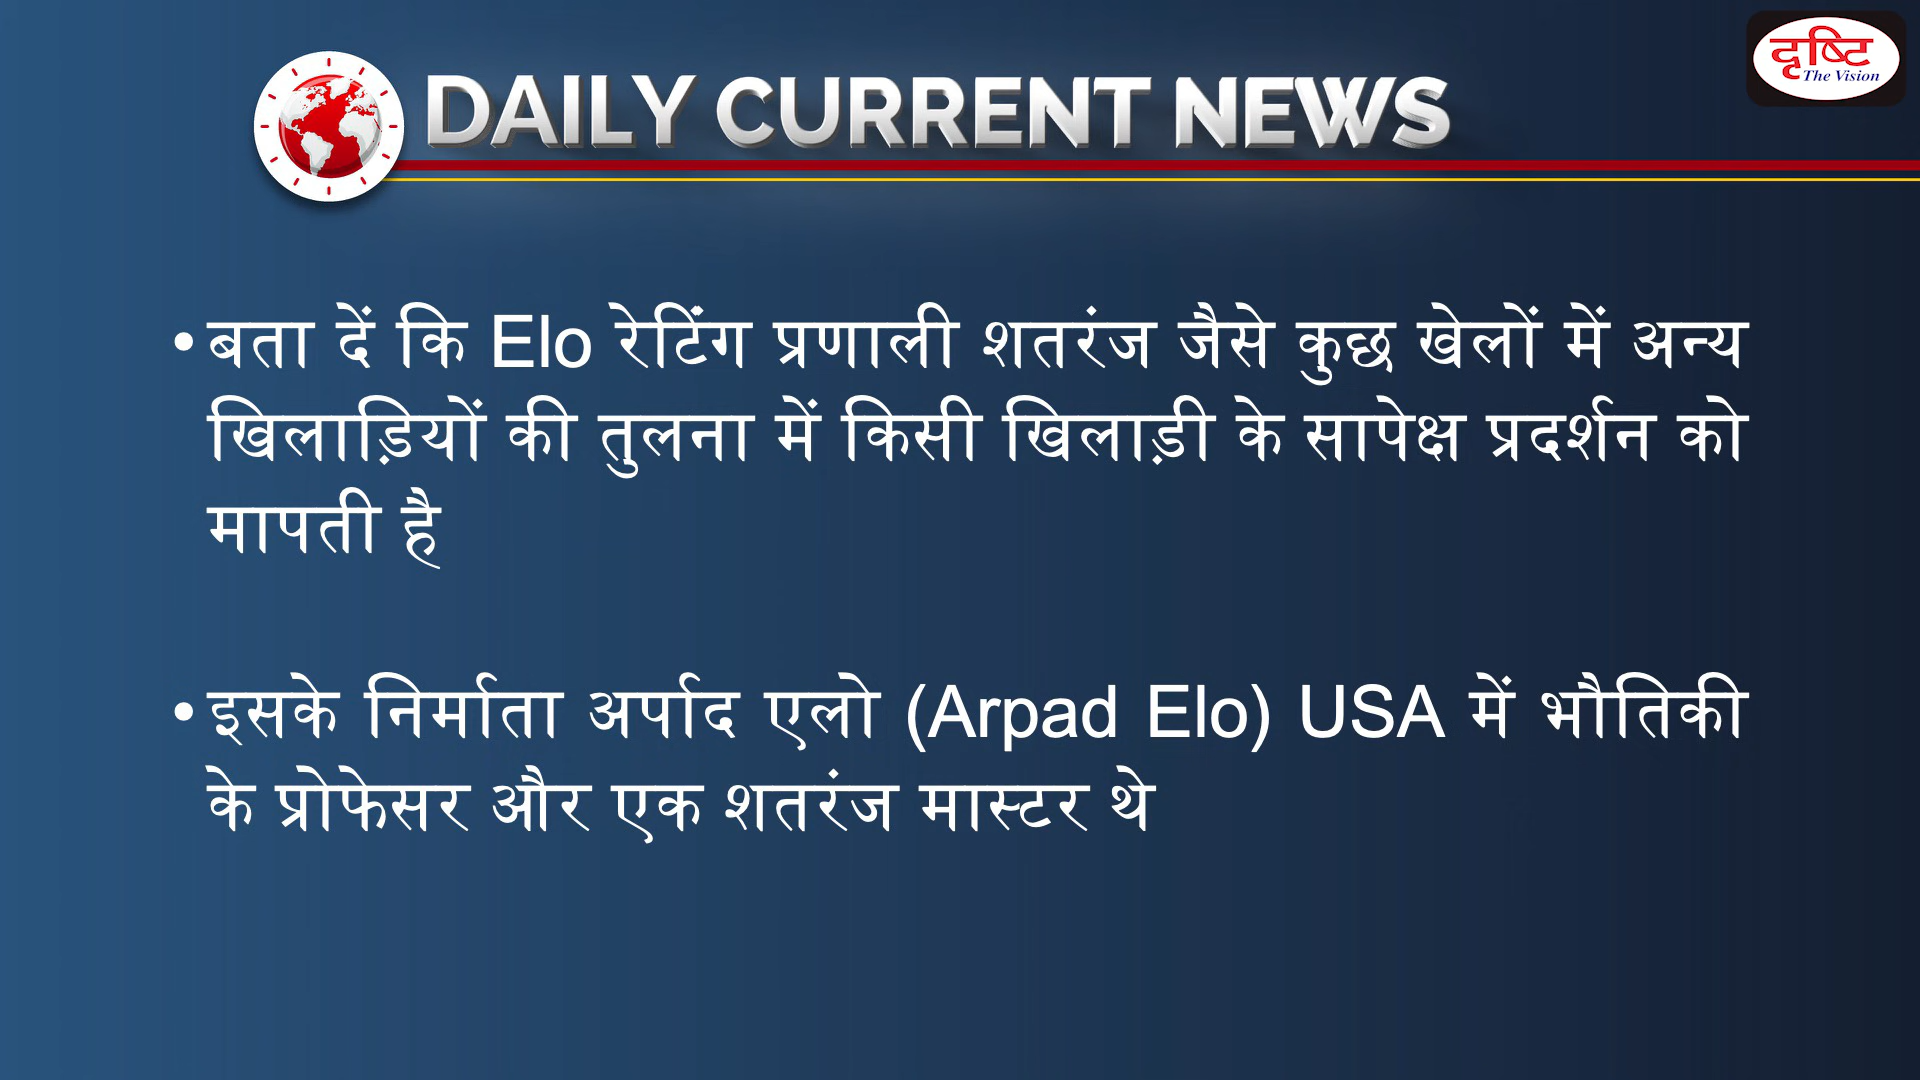 दृष्टि
The Vision
DAILY CURRENT NEWS
•बता दें कि Elo रेटिंग प्रणाली शतरंज जैसे कुछ खेलों में अन्य
खिलाड़ियों की तुलना में किसी खिलाड़ी के सापेक्ष प्रदर्शन को
मापती है
•इसके निर्माता अर्पाद एलो (Arpad Elo) USA में भौतिकी
के प्रोफेसर और एक शतरंज मास्टर थे